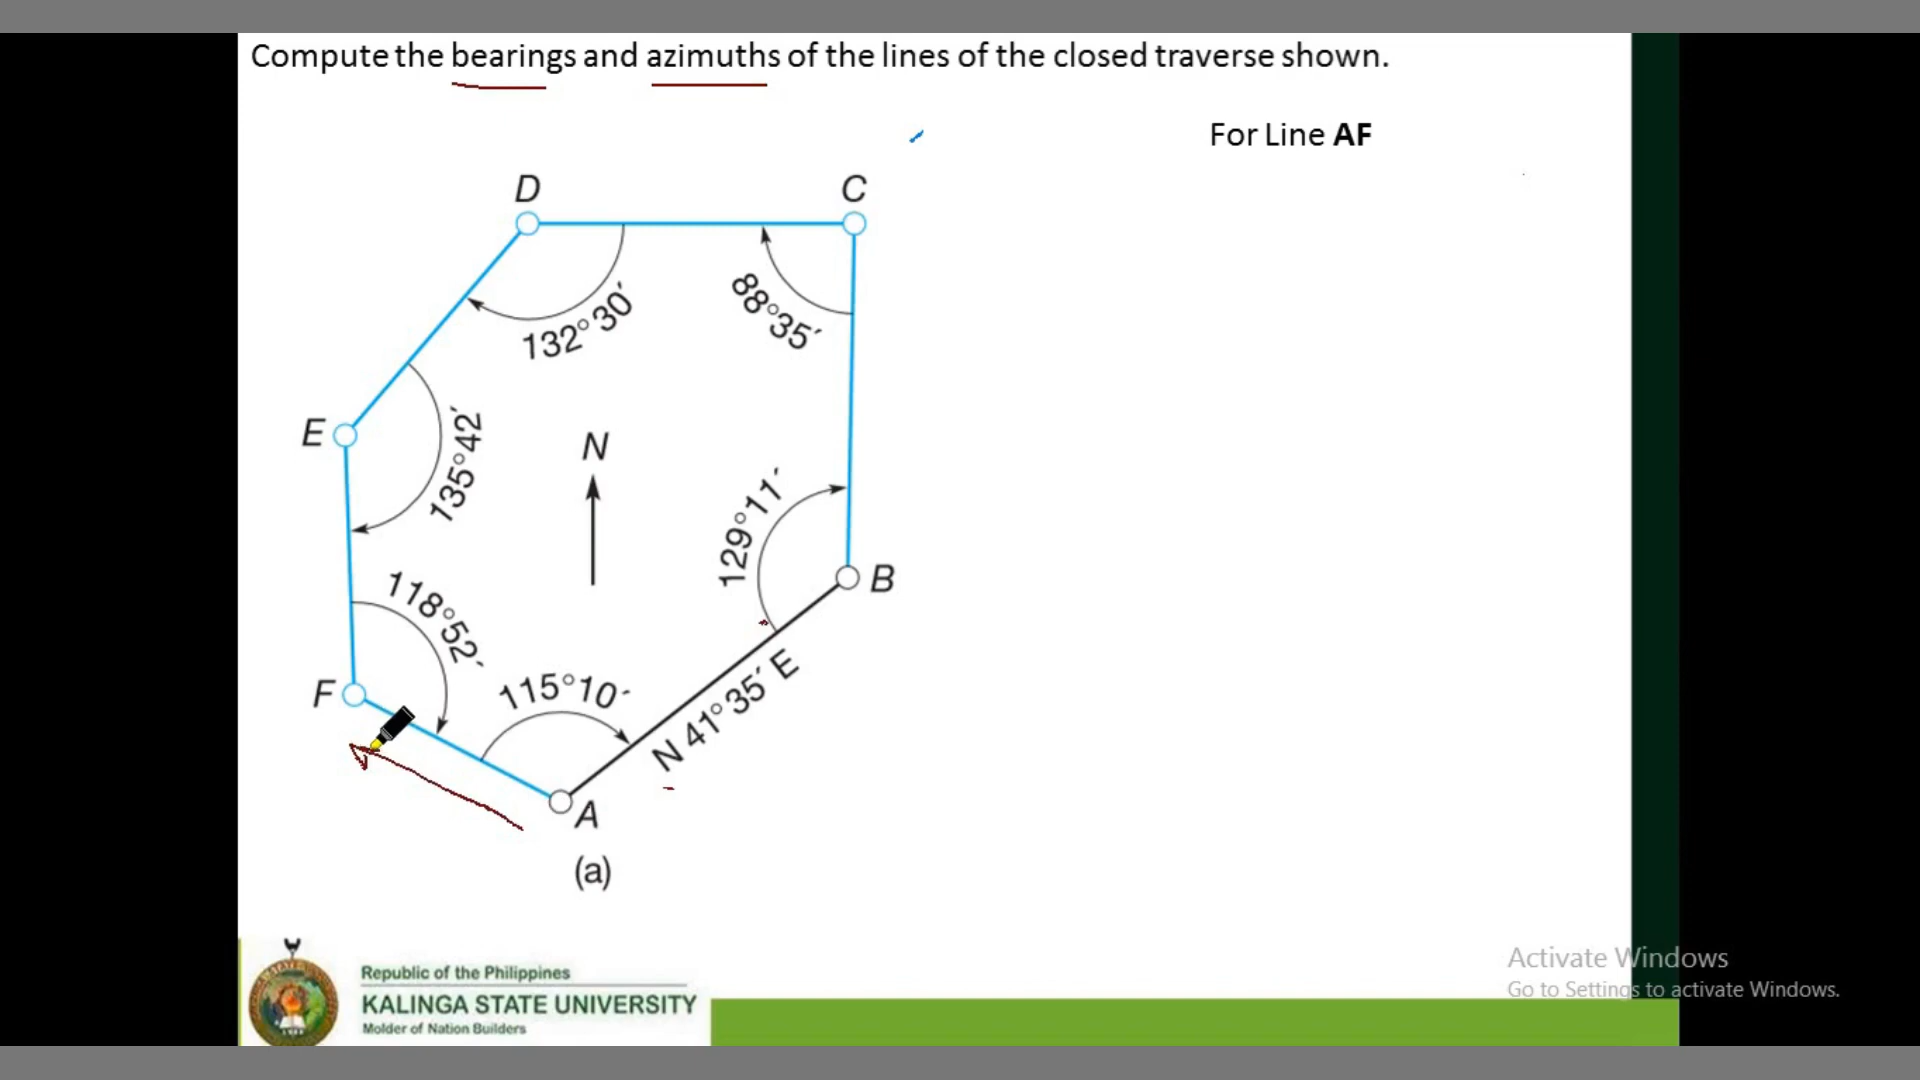 Compute the bearings and azimuths of the lines of the closed traverse shown.
For Line AF
D
C
88°35′
132°30′
E
135°42′
N
129°11′
B
118°52′
F
115°10′
N 41°35′ E
A
(a)
Republic of the Philippines
KALINGA STATE UNIVERSITY
Molder of Nation Builders
Activate Windows
Go to Settings to activate Windows.